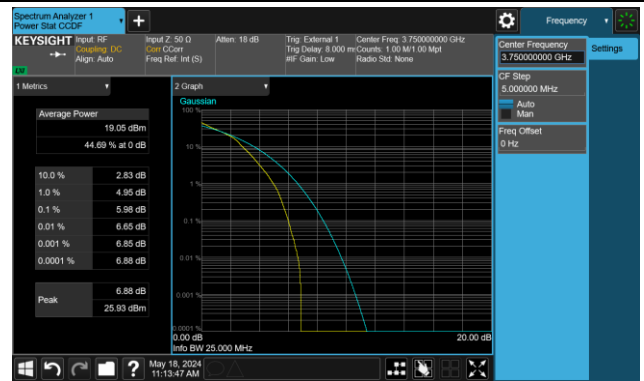 Spectrum Analyzer 1
Power Stat CCDF
+
Frequency
KEYSIGHT
Input: RF
Coupling: DC
Align: Auto
Input Z: 50 Ω
Corr CCorr
Freq Ref: Int (S)
Atten: 18 dB
Trig: External 1
Trig Delay: 8.000 ms
#IF Gain: Low
Center Freq: 3.750000000 GHz
Counts: 1.00 M/1.00 Mpt
Radio Std: None
Center Frequency
3.750000000 GHz
Settings
CF Step
5.000000 MHz
Auto
Man
Freq Offset
0 Hz
1 Metrics
Average Power
19.05 dBm
44.69 % at 0 dB
10.0 % 2.83 dB
1.0 % 4.95 dB
0.1 % 5.98 dB
0.01 % 6.65 dB
0.001 % 6.85 dB
0.0001 % 6.88 dB
Peak
6.88 dB
25.93 dBm
2 Graph
Gaussian
100 %
10 %
1 %
0.1 %
0.01 %
0.001 %
0.0001 %
0.00 dB 20.00 dB
Info BW 25.000 MHz
?
May 18, 2024
11:13:47 AM